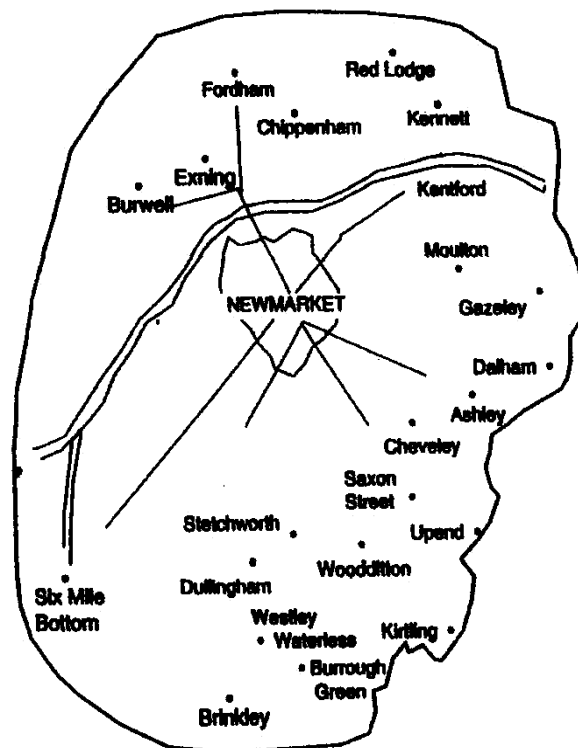 Red Lodge
Fordham
Chippenham
Kennett
Exning
Burwell
Kentford
Moulton
NEWMARKET
Gazeley
Dalham
Ashley
Cheveley
Saxon
Street
Stetchworth
Upend
Woodditton
Dullingham
Six Mile
Bottom
Westley
Waterless
Kirtling
Burrough
Green
Brinkley